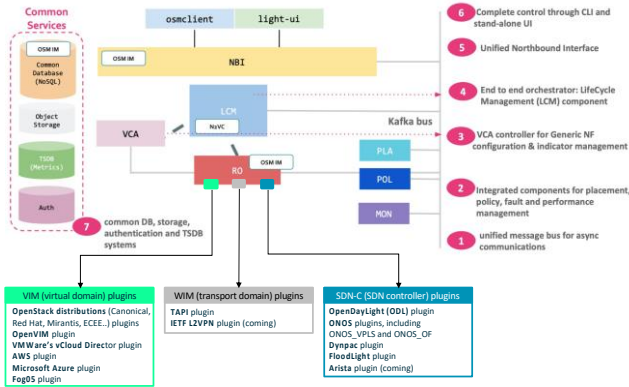 Common
Services
OSM IM
Common
Database
(NoSQL)
Object
Storage
TSDB
(Metrics)
Auth
7
common DB, storage,
authentication and TSDB
systems
osmclient
light-ui
OSM IM
NBI
LCM
N2VC
VCA
RO
OSM IM
Kafka bus
PLA
POL
MON
6
Complete control through CLI and
stand-alone UI
5
Unified Northbound Interface
4
End to end orchestrator: LifeCycle
Management (LCM) component
3
VCA controller for Generic NF
configuration & indicator management
2
Integrated components for placement,
policy, fault and performance
management
1
unified message bus for async
communications
VIM (virtual domain) plugins
OpenStack distributions (Canonical,
Red Hat, Mirantis, ECEE..) plugins
OpenVIM plugin
VMWare's vCloud Director plugin
AWS plugin
Microsoft Azure plugin
Fog05 plugin
WIM (transport domain) plugins
TAPI plugin
IETF L2VPN plugin (coming)
SDN-C (SDN controller) plugins
OpenDayLight (ODL) plugin
ONOS plugins, including
ONOS_VPLS and ONOS_OF
Dynpac plugin
FloodLight plugin
Arista plugin (coming)